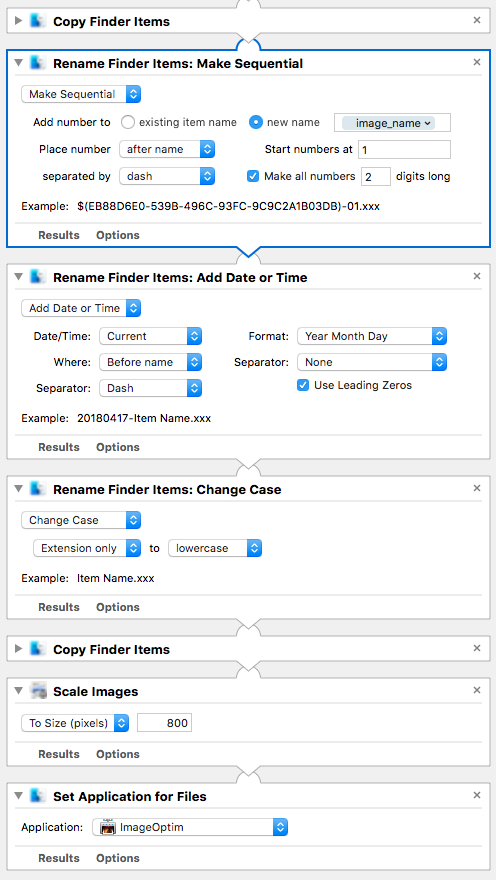 Copy Finder Items
Rename Finder Items: Make Sequential
Make Sequential
Add number to existing item name new name image_name
Place number after name Start numbers at 1
separated by dash Make all numbers 2 digits long
Example: $(EB88D6E0-539B-496C-93FC-9C9C2A1B03DB)-01.xxx
Results Options
Rename Finder Items: Add Date or Time
Add Date or Time
Date/Time: Current Format: Year Month Day
Where: Before name Separator: None
Separator: Dash Use Leading Zeros
Example: 20180417-Item Name.xxx
Results Options
Rename Finder Items: Change Case
Change Case
Extension only to lowercase
Example: Item Name.xxx
Results Options
Copy Finder Items
Scale Images
To Size (pixels) 800
Results Options
Set Application for Files
Application: ImageOptim
Results Options